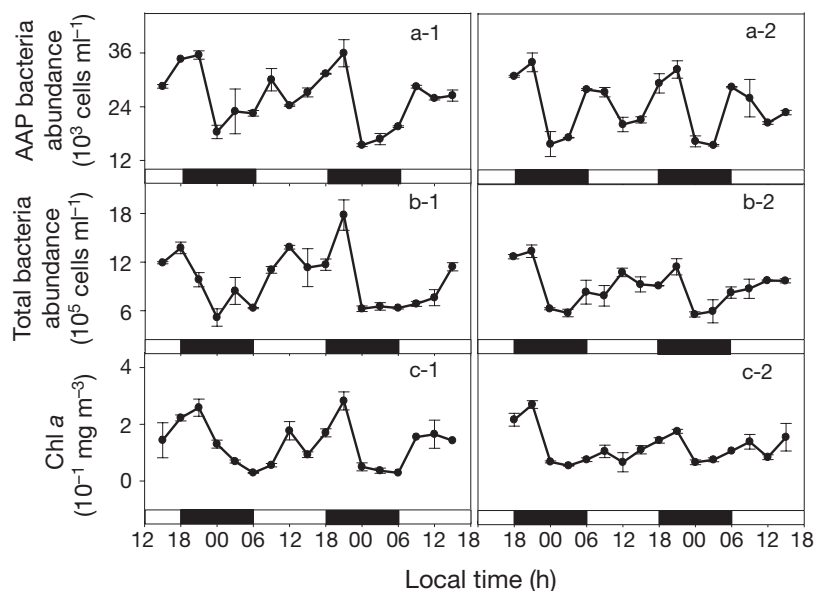 AAP bacteria
abundance
(10³ cells ml⁻¹)
36
24
12
a-1
a-2
Total bacteria
abundance
(10⁵ cells ml⁻¹)
18
12
6
b-1
b-2
Chl a
(10⁻¹ mg m⁻³)
4
2
0
c-1
c-2
12 18 00 06 12 18 00 06 12 18
18 00 06 12 18 00 06 12 18
Local time (h)